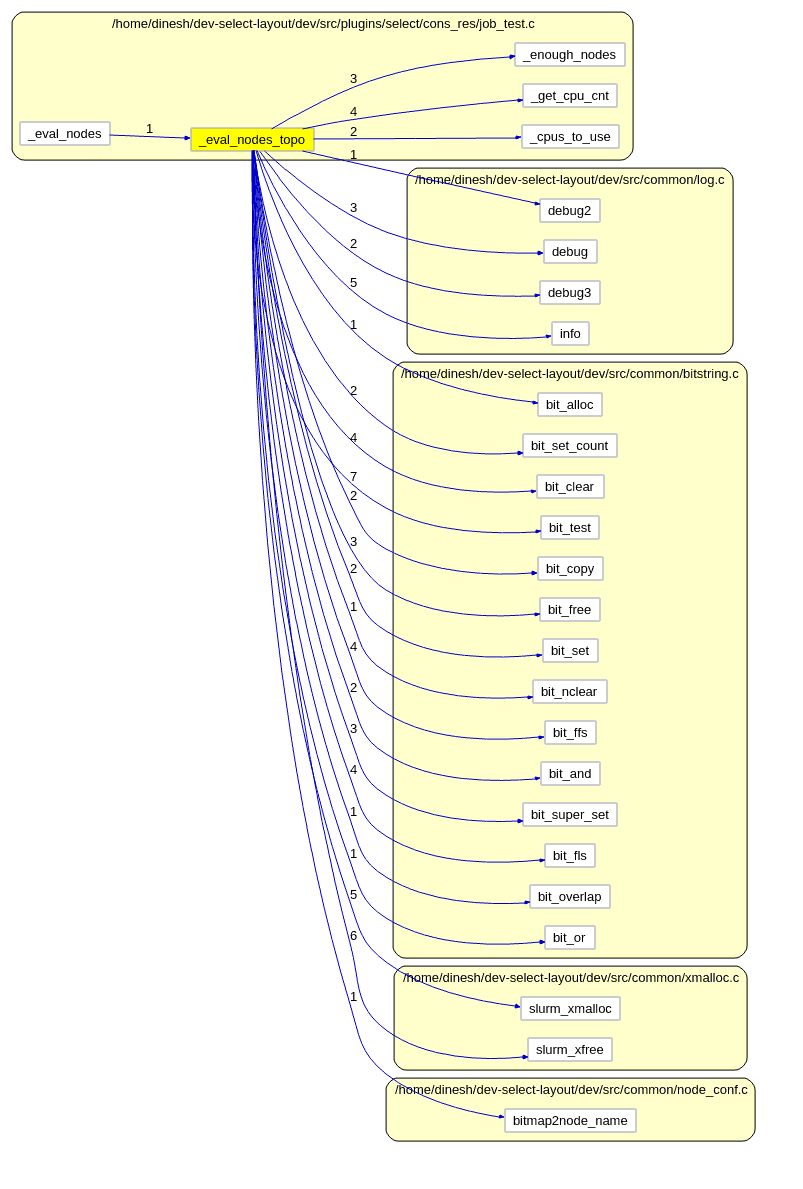 /home/dinesh/dev-select-layout/dev/src/plugins/select/cons_res/job_test.c
_enough_nodes
3
_get_cpu_cnt
4
_eval_nodes
1
_eval_nodes_topo
2
_cpus_to_use
1
/home/dinesh/dev-select-layout/dev/src/common/log.c
debug2
3
debug
2
debug3
5
info
1
/home/dinesh/dev-select-layout/dev/src/common/bitstring.c
bit_alloc
2
bit_set_count
4
bit_clear
7
2
bit_test
3
bit_copy
2
bit_free
1
bit_set
4
bit_nclear
2
bit_ffs
3
bit_and
4
bit_super_set
1
bit_fls
1
bit_overlap
5
bit_or
6
/home/dinesh/dev-select-layout/dev/src/common/xmalloc.c
slurm_xmalloc
1
slurm_xfree
/home/dinesh/dev-select-layout/dev/src/common/node_conf.c
bitmap2node_name